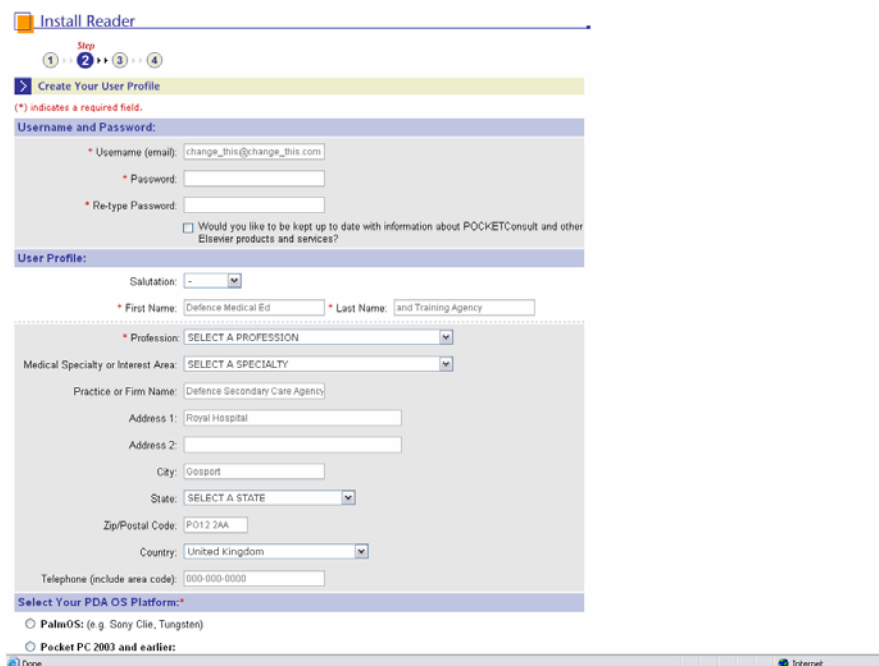 Install Reader
Step
1 2 3 4
Create Your User Profile
(*) indicates a required field.
Username and Password:
* Username (email): change_this@change_this.com
* Password:
* Re-type Password:
Would you like to be kept up to date with information about POCKETConsult and other
Elsevier products and services?
User Profile:
Salutation: -
* First Name: Defence Medical Ed * Last Name: and Training Agency
* Profession: SELECT A PROFESSION
Medical Specialty or Interest Area: SELECT A SPECIALTY
Practice or Firm Name: Defence Secondary Care Agency
Address 1: Royal Hospital
Address 2:
City: Gosport
State: SELECT A STATE
Zip/Postal Code: PO12 2AA
Country: United Kingdom
Telephone (include area code): 000-000-0000
Select Your PDA OS Platform:*
PalmOS: (e.g. Sony Clie, Tungsten)
Pocket PC 2003 and earlier:
Done Internet